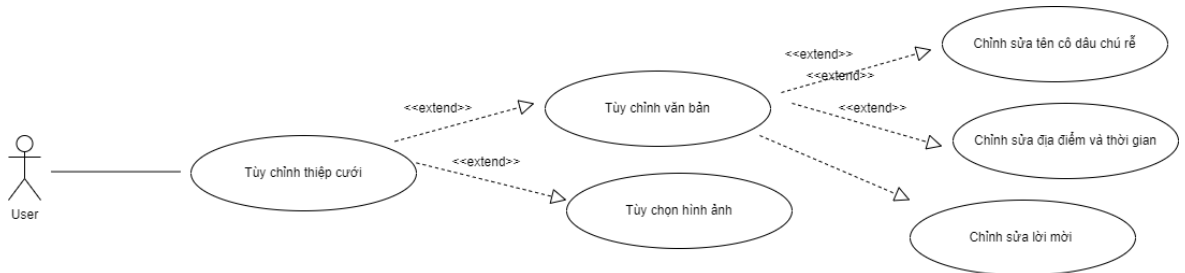 Chỉnh sửa tên cô dâu chú rể
<<extend>>
<<extend>>
Tùy chỉnh văn bản
<<extend>>
<<extend>>
Chỉnh sửa địa điểm và thời gian
<<extend>>
Tùy chỉnh thiệp cưới
User
Tùy chọn hình ảnh
Chỉnh sửa lời mời